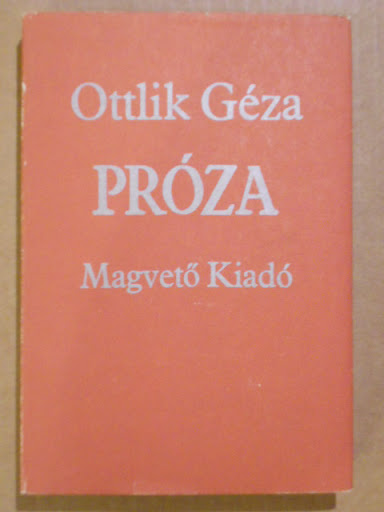 Ottlik Géza
PRÓZA
Magvető Kiadó